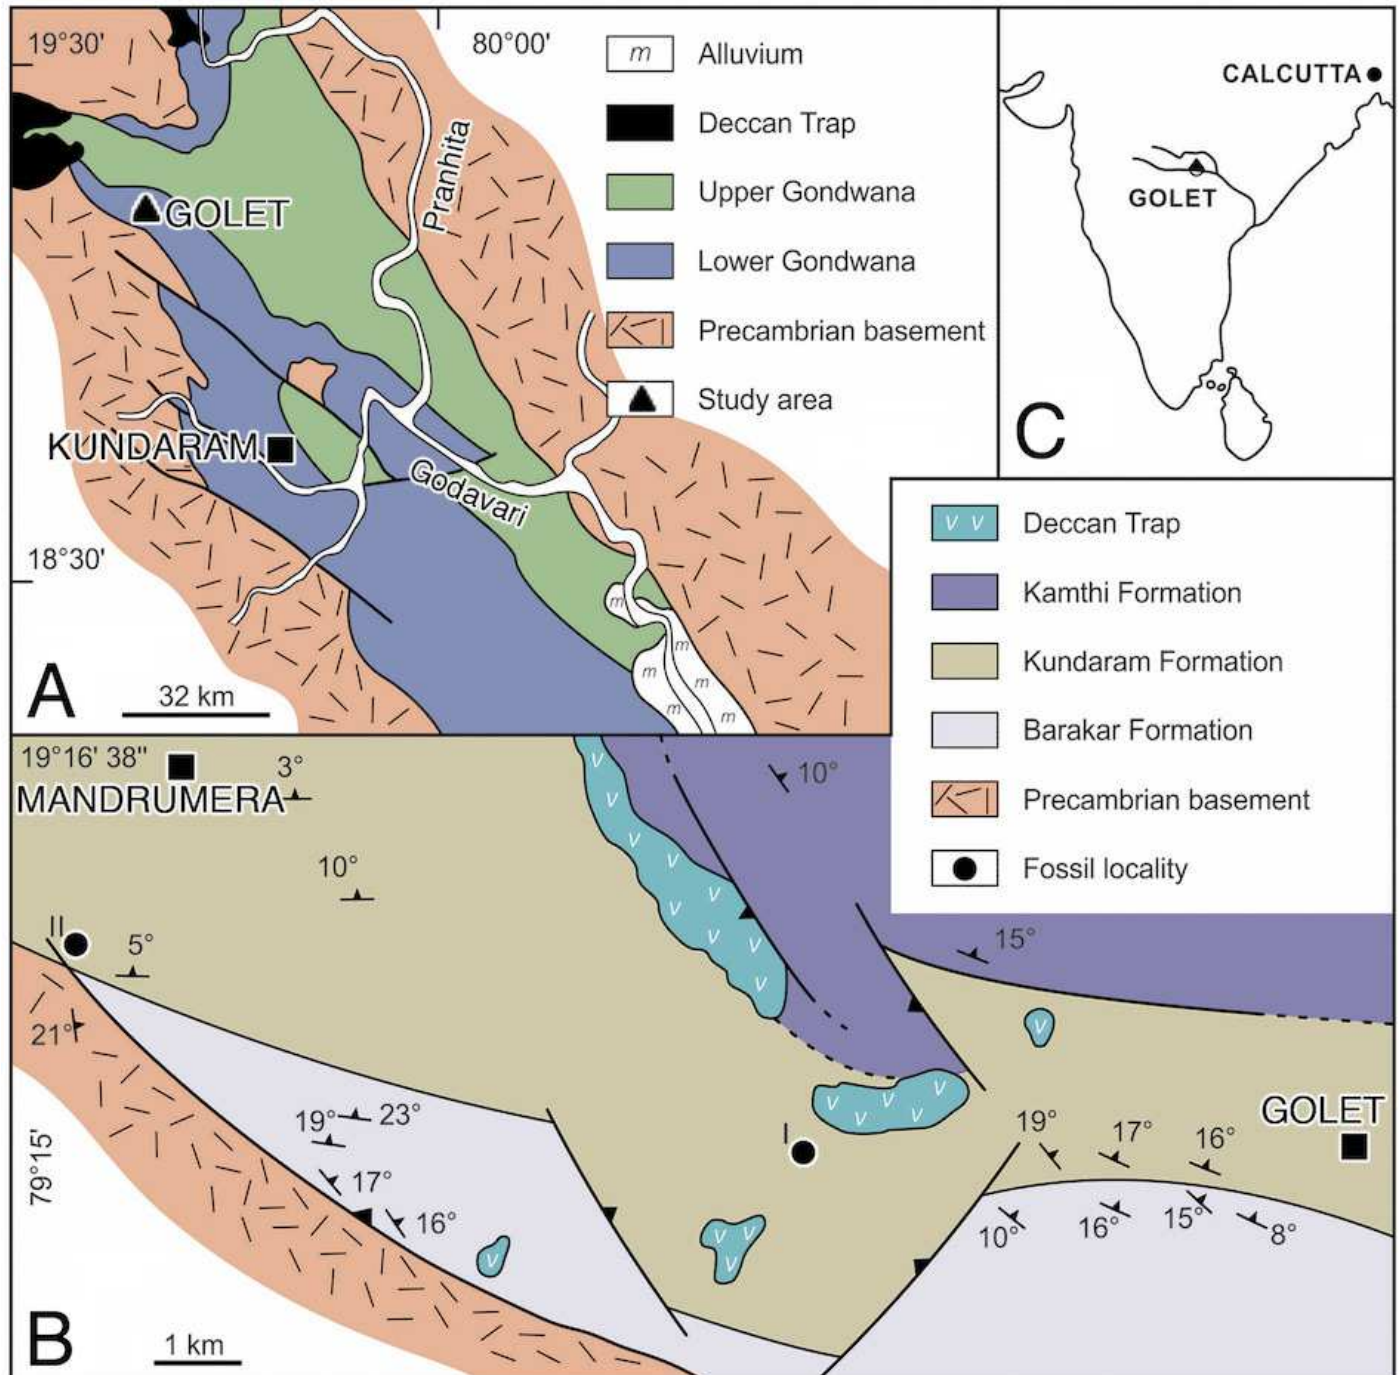 19°30'
80°00'
GOLET
Pranhita
KUNDARAM
Godavari
18°30'
m
m
m
m
m
A
32 km
m Alluvium
Deccan Trap
Upper Gondwana
Lower Gondwana
Precambrian basement
Study area
CALCUTTA
GOLET
C
v v Deccan Trap
Kamthi Formation
Kundaram Formation
Barakar Formation
Precambrian basement
Fossil locality
19°16' 38"
MANDRUMERA
3°
10°
10°
II
5°
15°
21°
v
v
v
v
v
v
v
v
v
v
v
v v v
v v
I
GOLET
19° 23°
17°
16°
v
v v
v
19°
17°
16°
10°
16°
15°
8°
79°15'
B
1 km